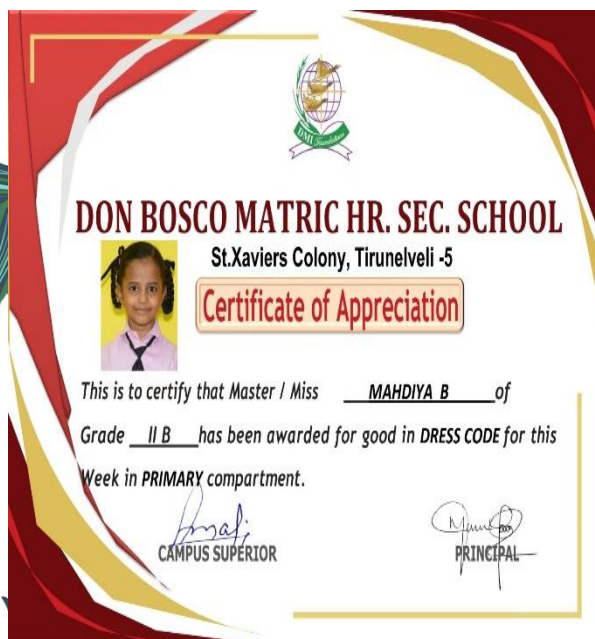 DMI Foundation
DON BOSCO MATRIC HR. SEC. SCHOOL
St.Xaviers Colony, Tirunelveli -5
Certificate of Appreciation
This is to certify that Master / Miss MAHDIYA B of
Grade II B has been awarded for good in DRESS CODE for this
Week in PRIMARY compartment.
CAMPUS SUPERIOR
PRINCIPAL